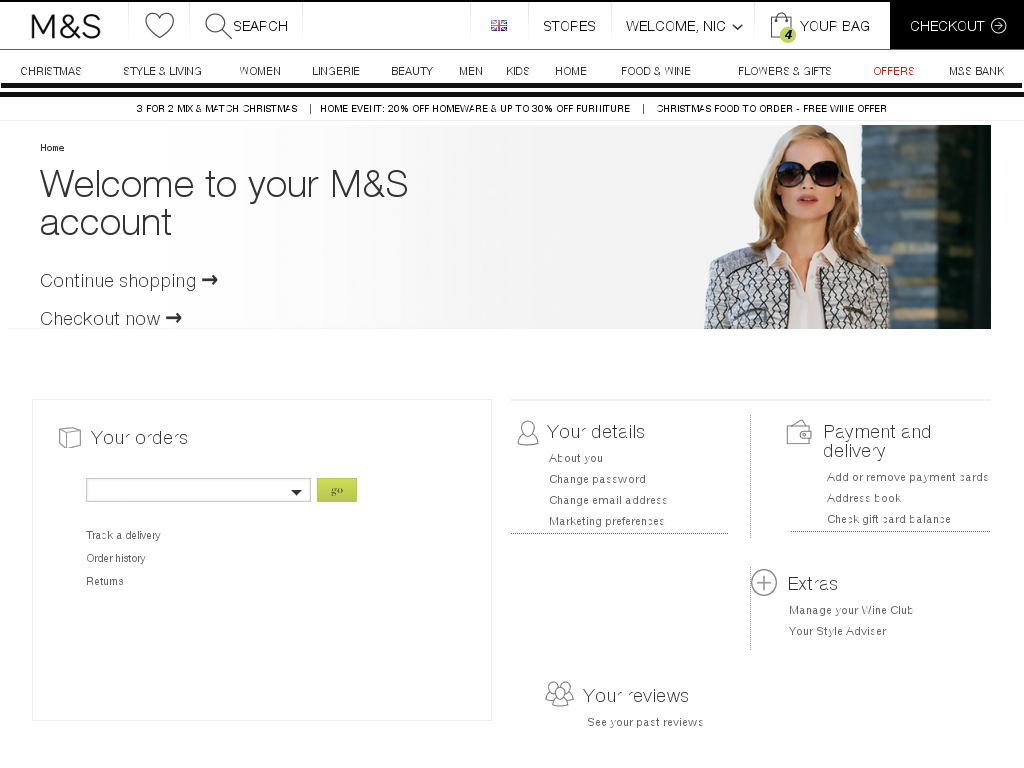 M&S
SEARCH
STORES
WELCOME, NIC
4
YOUR BAG
CHECKOUT
CHRISTMAS STYLE & LIVING WOMEN LINGERIE BEAUTY MEN KIDS HOME FOOD & WINE FLOWERS & GIFTS OFFERS M&S BANK
3 FOR 2 MIX & MATCH CHRISTMAS | HOME EVENT: 20% OFF HOMEWARE & UP TO 30% OFF FURNITURE | CHRISTMAS FOOD TO ORDER - FREE WINE OFFER
Home
Welcome to your M&S
account
Continue shopping
Checkout now
Your orders
go
Track a delivery
Order history
Returns
Your details
About you
Change password
Change email address
Marketing preferences
Payment and
delivery
Add or remove payment cards
Address book
Check gift card balance
Extras
Manage your Wine Club
Your Style Adviser
Your reviews
See your past reviews